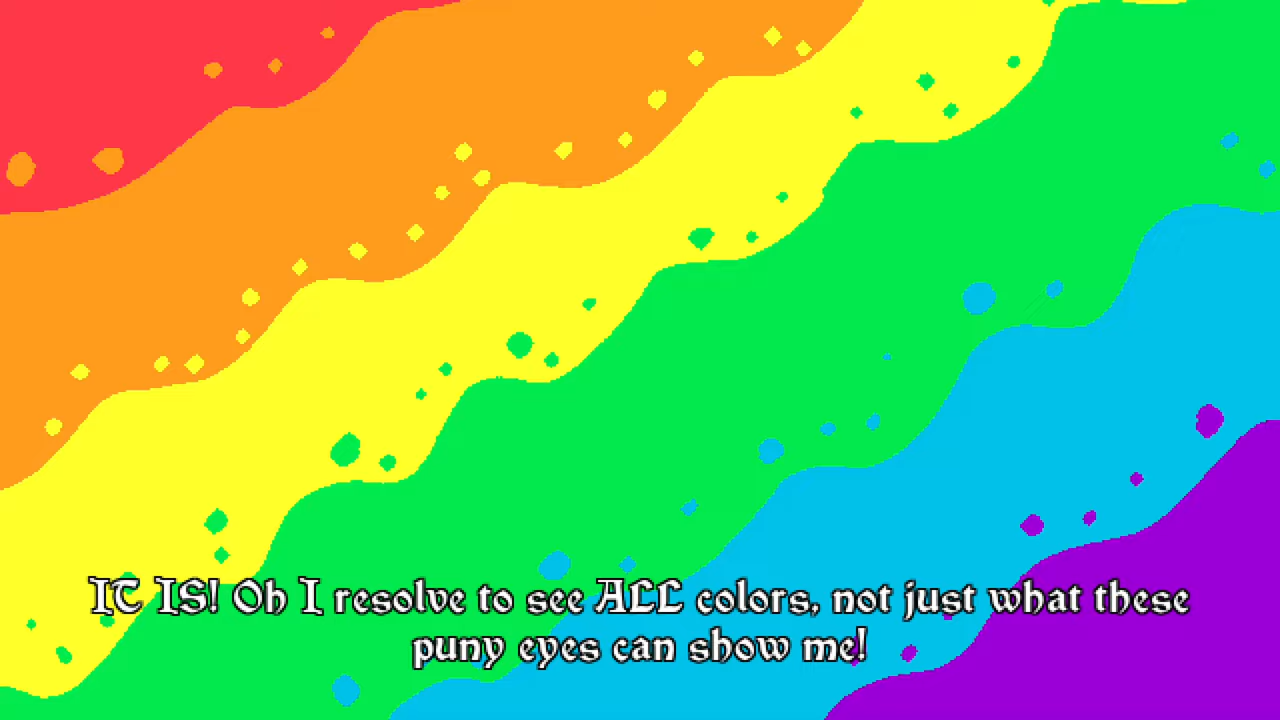 IT IS! Oh I resolve to see ALL colors, not just what these
puny eyes can show me!